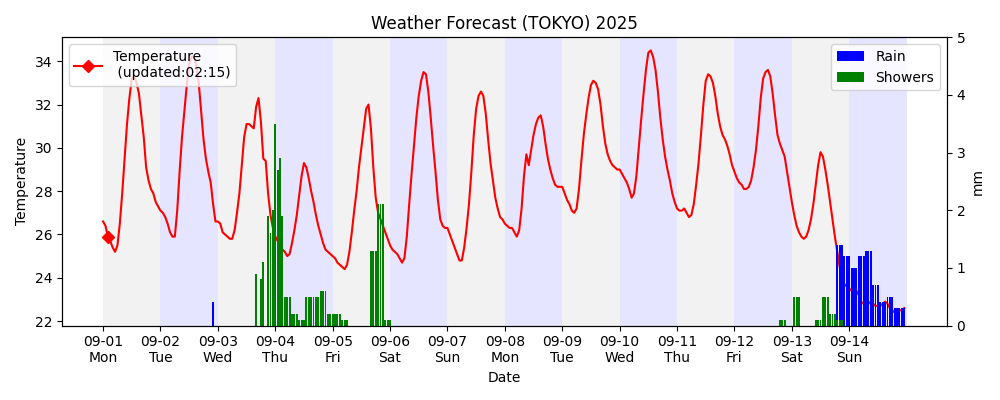 Weather Forecast (TOKYO) 2025
Temperature
(updated:02:15)
Rain
Showers
Temperature
34
32
30
28
26
24
22
5
4
3
2
1
0
mm
09-01 09-02 09-03 09-04 09-05 09-06 09-07 09-08 09-09 09-10 09-11 09-12 09-13 09-14
Mon Tue Wed Thu Fri Sat Sun Mon Tue Wed Thu Fri Sat Sun
Date